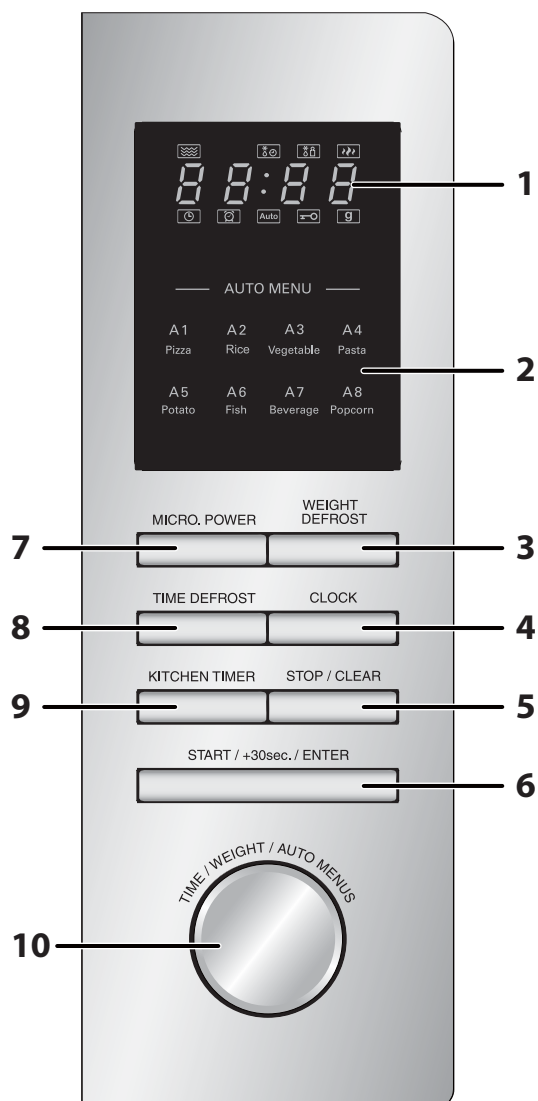 88:88
Auto
g
1
AUTO MENU
A1 A2 A3 A4
Pizza Rice Vegetable Pasta
2
A5 A6 A7 A8
Potato Fish Beverage Popcorn
MICRO. POWER
WEIGHT
DEFROST
7
3
TIME DEFROST
CLOCK
8
4
KITCHEN TIMER
STOP / CLEAR
9
5
START / +30sec. / ENTER
6
TIME / WEIGHT / AUTO MENUS
10